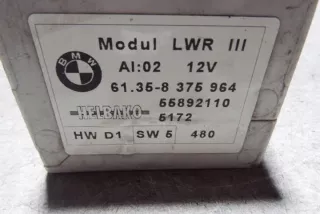 BMW
Modul LWR III
AI:02 12V
61.35-8 375 964
55892110
HELBAKO 5172
HW D1 SW 5 480